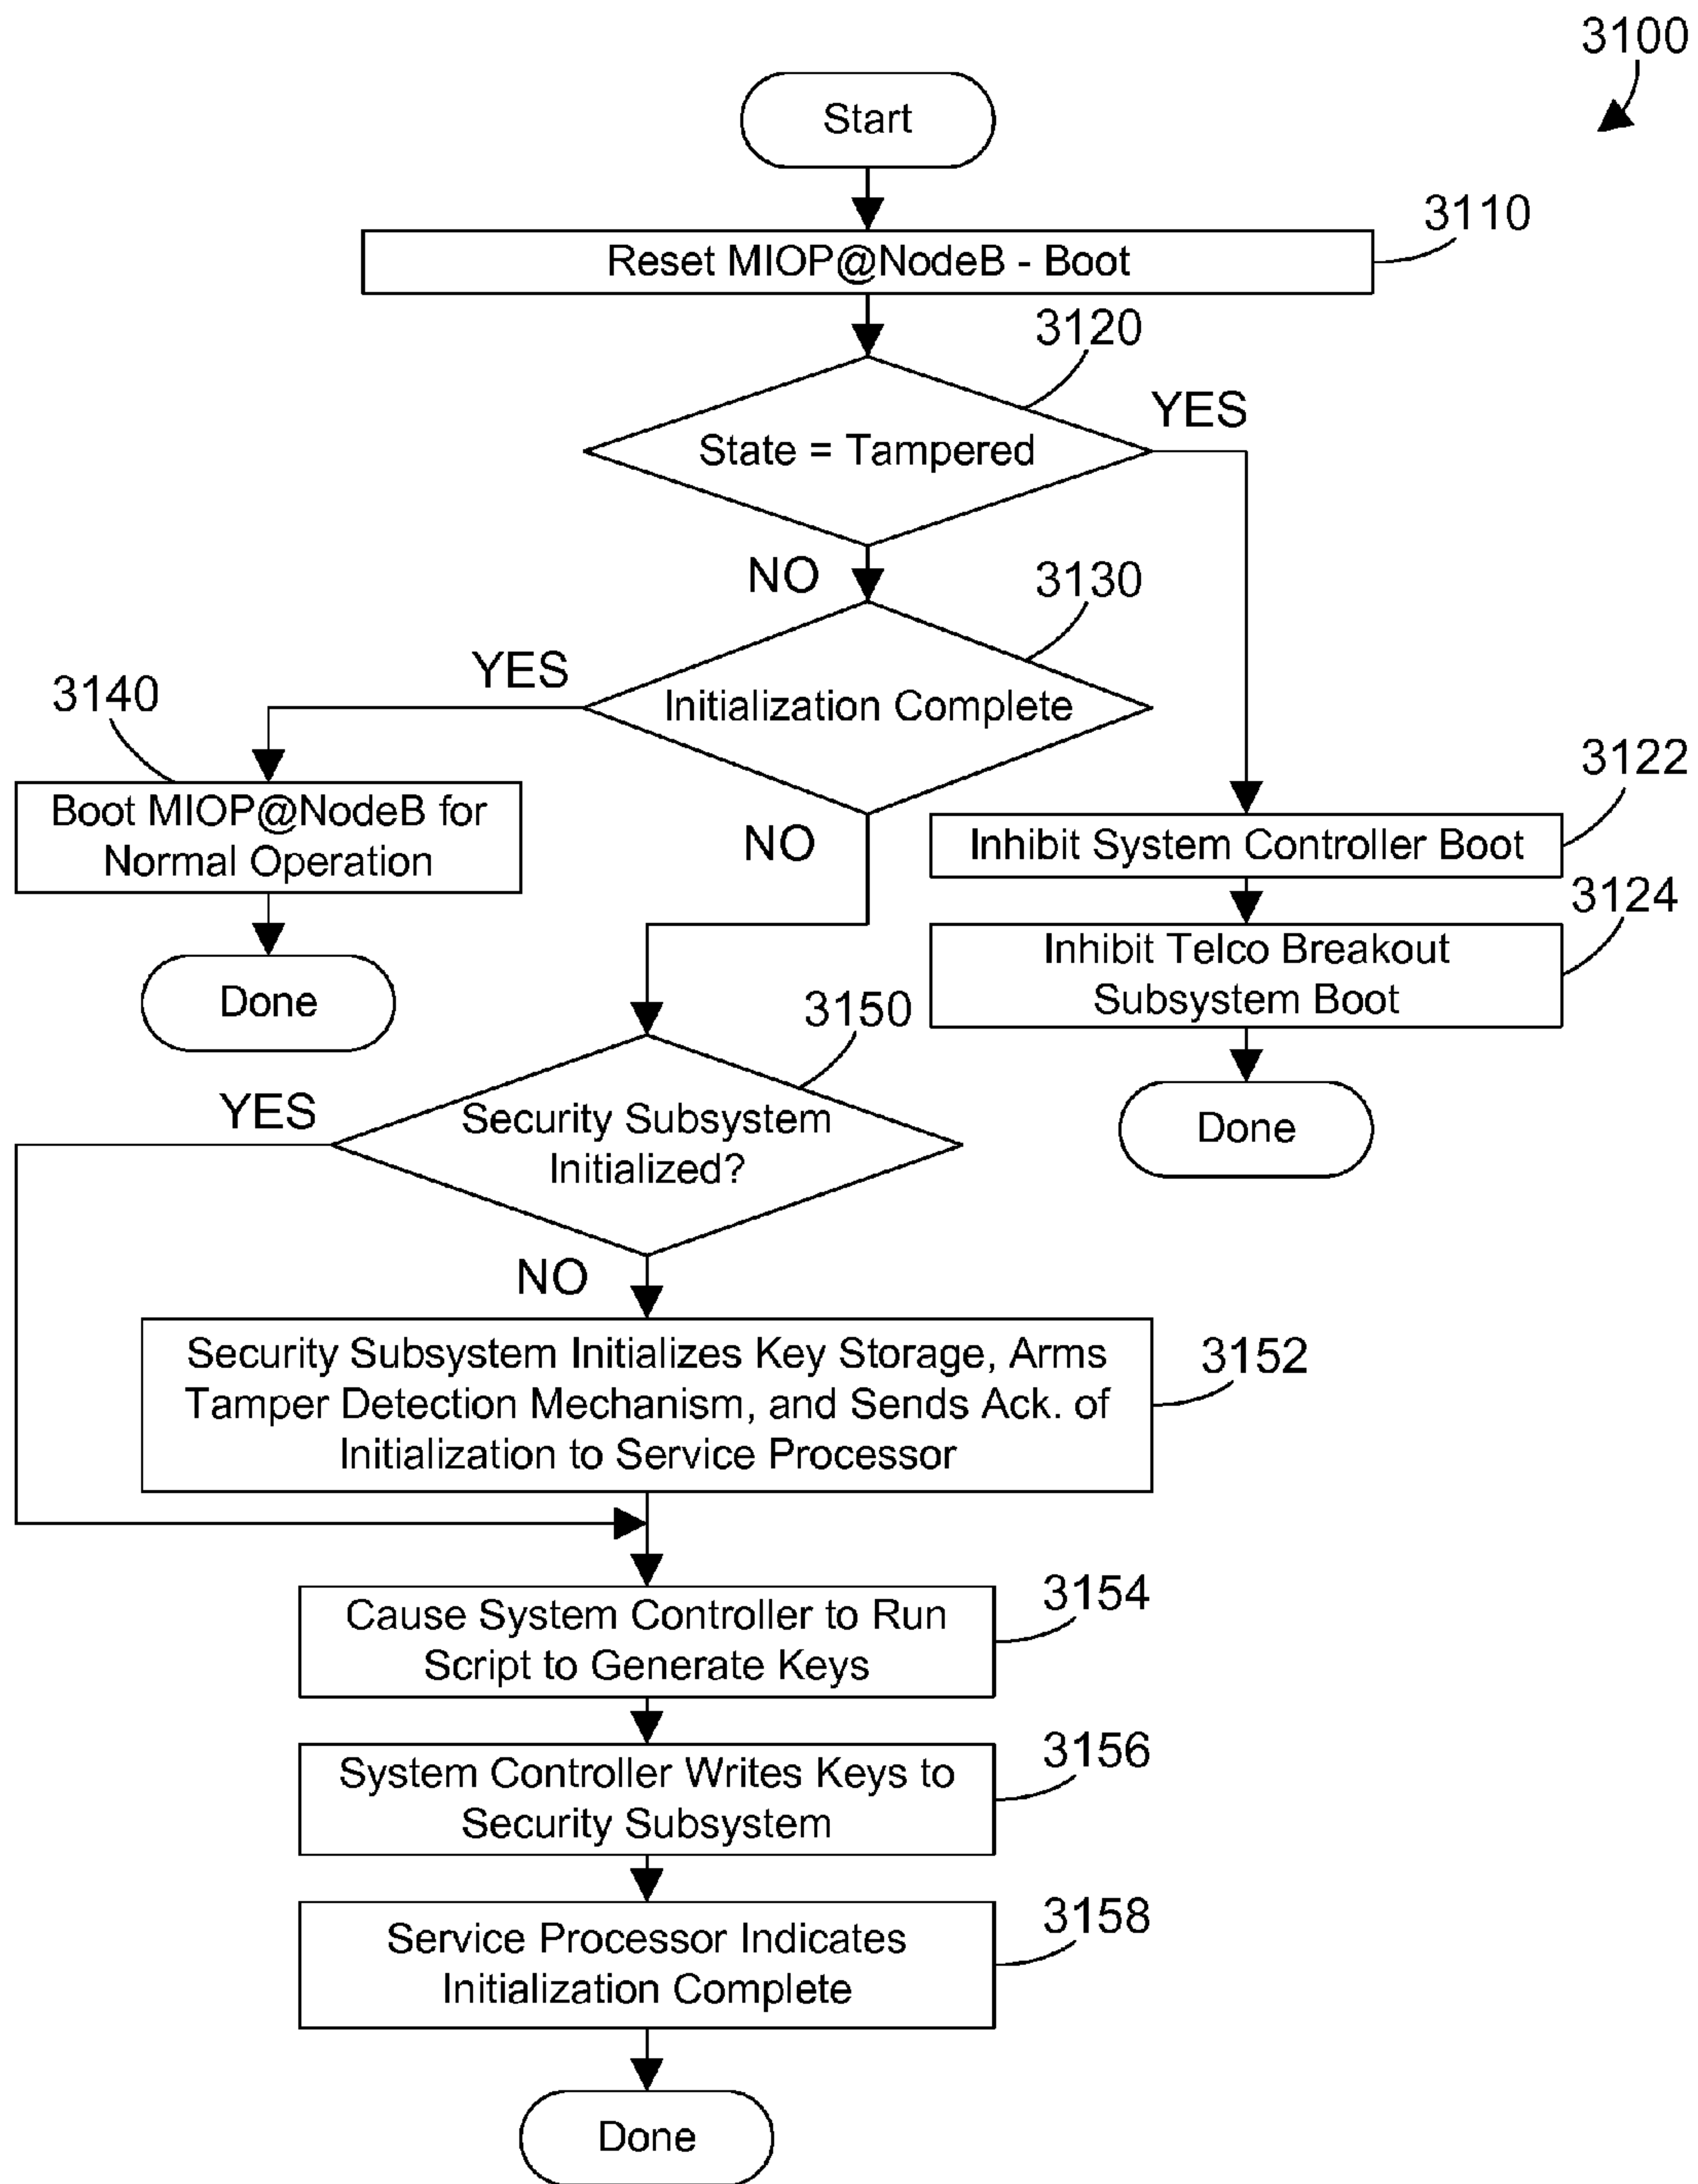 3100
Start
3110
Reset MIOP@NodeB - Boot
3120
YES
State = Tampered
NO
3130
YES
3140
Initialization Complete
3122
Boot MIOP@NodeB for
Normal Operation
NO
Inhibit System Controller Boot
3124
Inhibit Telco Breakout
Subsystem Boot
Done
3150
YES
Security Subsystem
Initialized?
Done
NO
Security Subsystem Initializes Key Storage, Arms
Tamper Detection Mechanism, and Sends Ack. of
Initialization to Service Processor
3152
Cause System Controller to Run
Script to Generate Keys
3154
System Controller Writes Keys to
Security Subsystem
3156
Service Processor Indicates
Initialization Complete
3158
Done